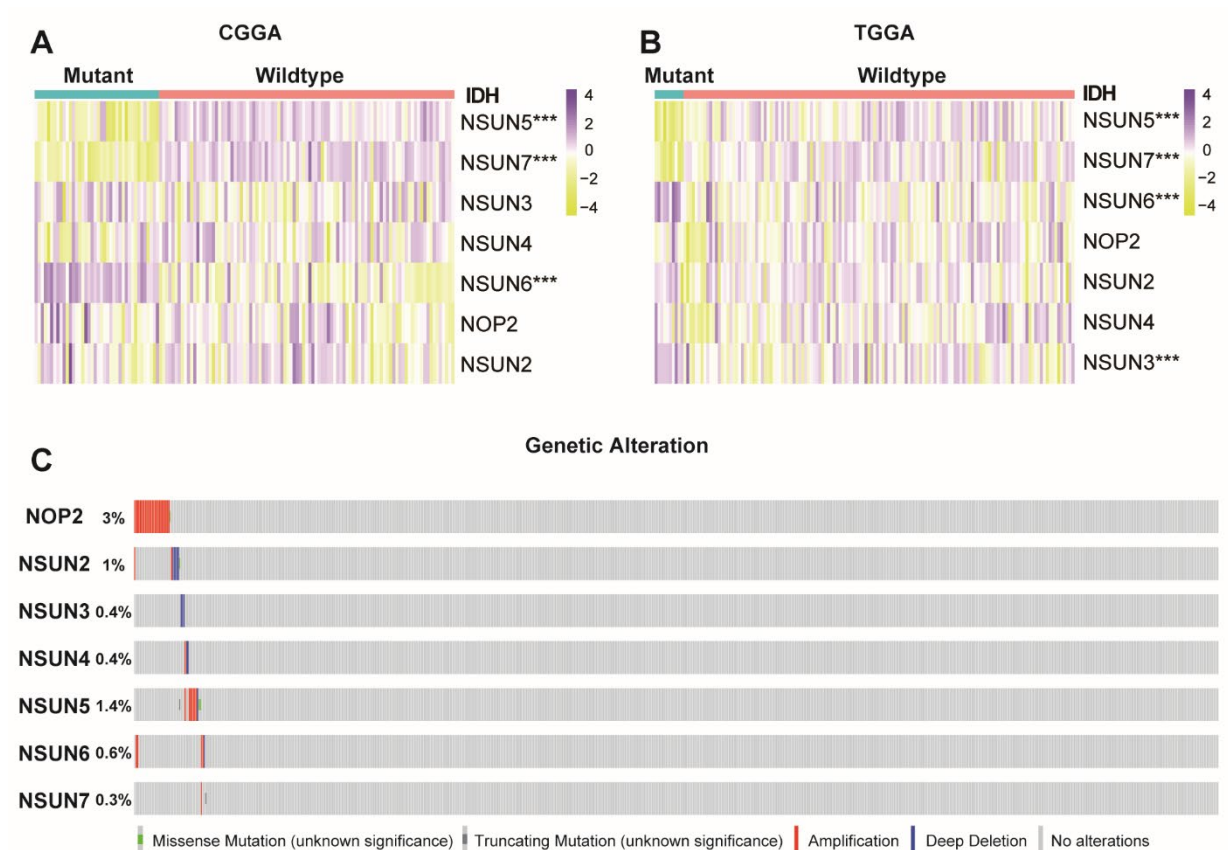 A
CGGA
Mutant Wildtype
IDH
NSUN5***
NSUN7***
NSUN3
NSUN4
NSUN6***
NOP2
NSUN2
4
2
0
−2
−4
B
TGGA
Mutant Wildtype
IDH
NSUN5***
NSUN7***
NSUN6***
NOP2
NSUN2
NSUN4
NSUN3***
4
2
0
−2
−4
C
Genetic Alteration
NOP2 3%
NSUN2 1%
NSUN3 0.4%
NSUN4 0.4%
NSUN5 1.4%
NSUN6 0.6%
NSUN7 0.3%
Missense Mutation (unknown significance) Truncating Mutation (unknown significance) Amplification Deep Deletion No alterations